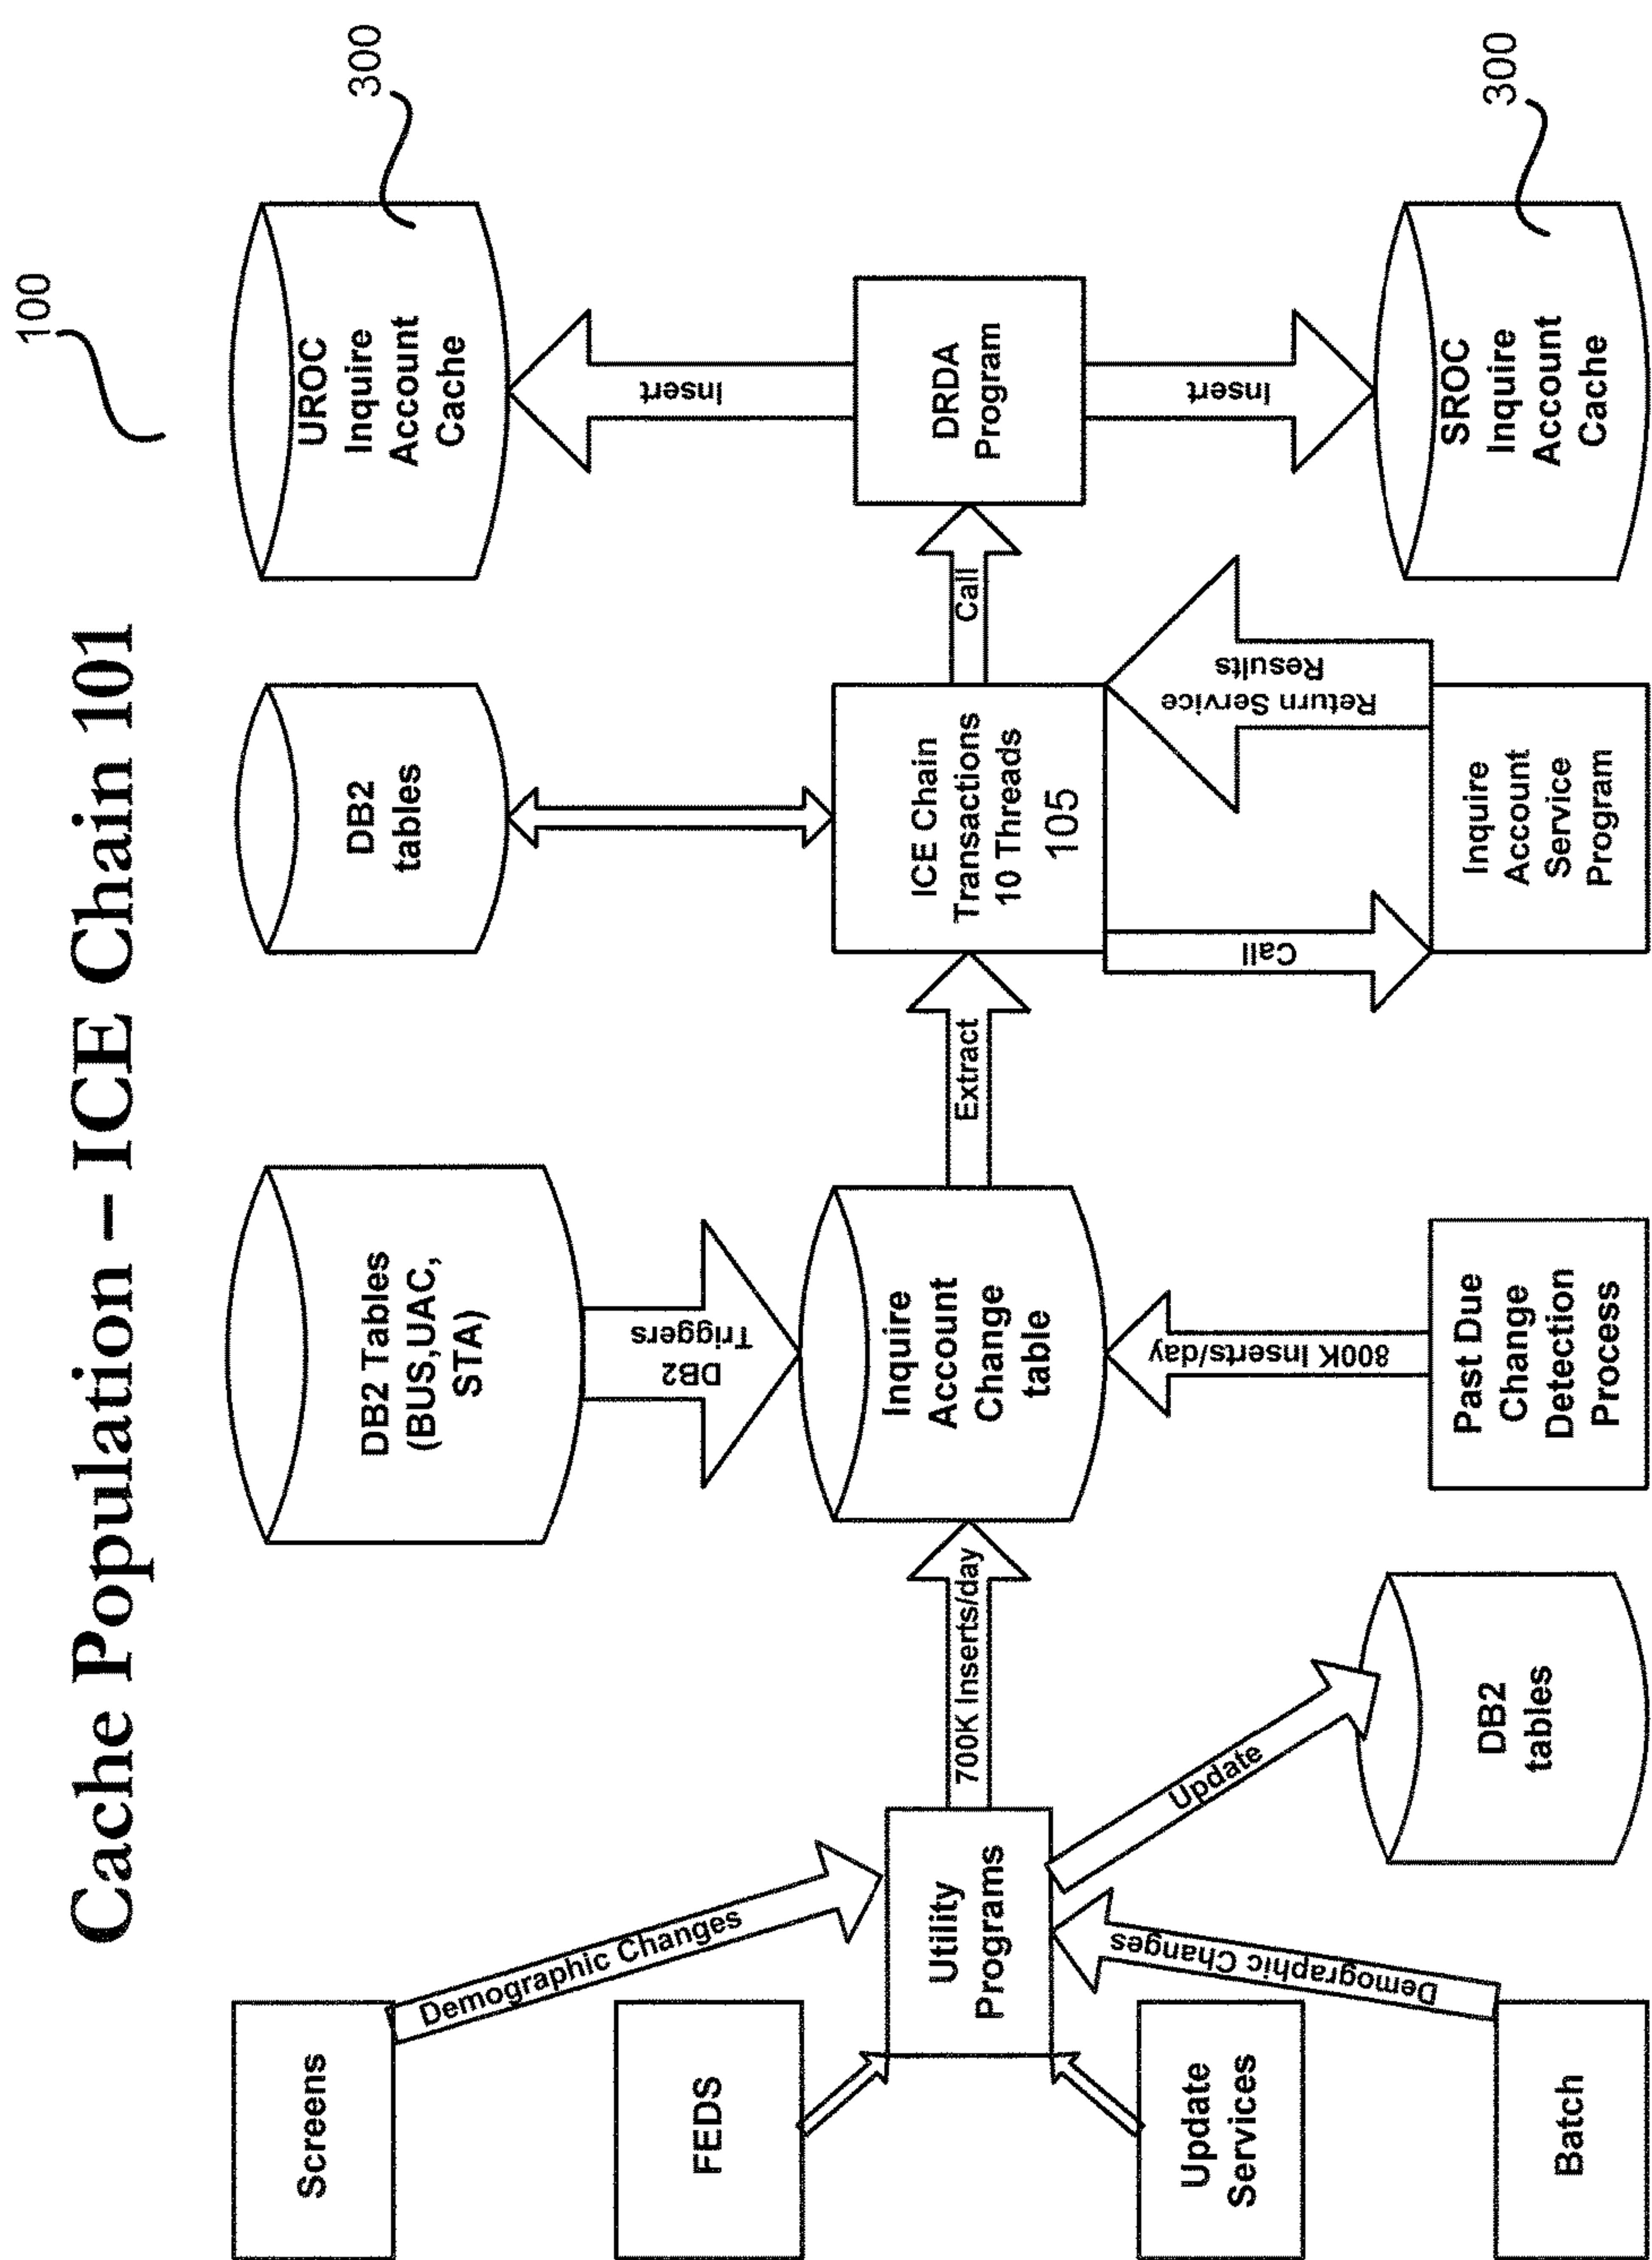 100
Cache Population – ICE Chain 101
Screens
Demographic Changes
FEDS
Update
Services
Batch
Demographic Changes
Utility
Programs
Update
DB2
tables
700K Inserts/day
DB2 Tables
(BUS,UAC,
STA)
DB2
Triggers
Inquire
Account
Change
table
800K Inserts/day
Past Due
Change
Detection
Process
Extract
DB2
tables
ICE Chain
Transactions
10 Threads
105
Call
Return Service
Results
Inquire
Account
Service
Program
Call
DRDA
Program
Insert
Insert
UROC
Inquire
Account
Cache
300
SROC
Inquire
Account
Cache
300